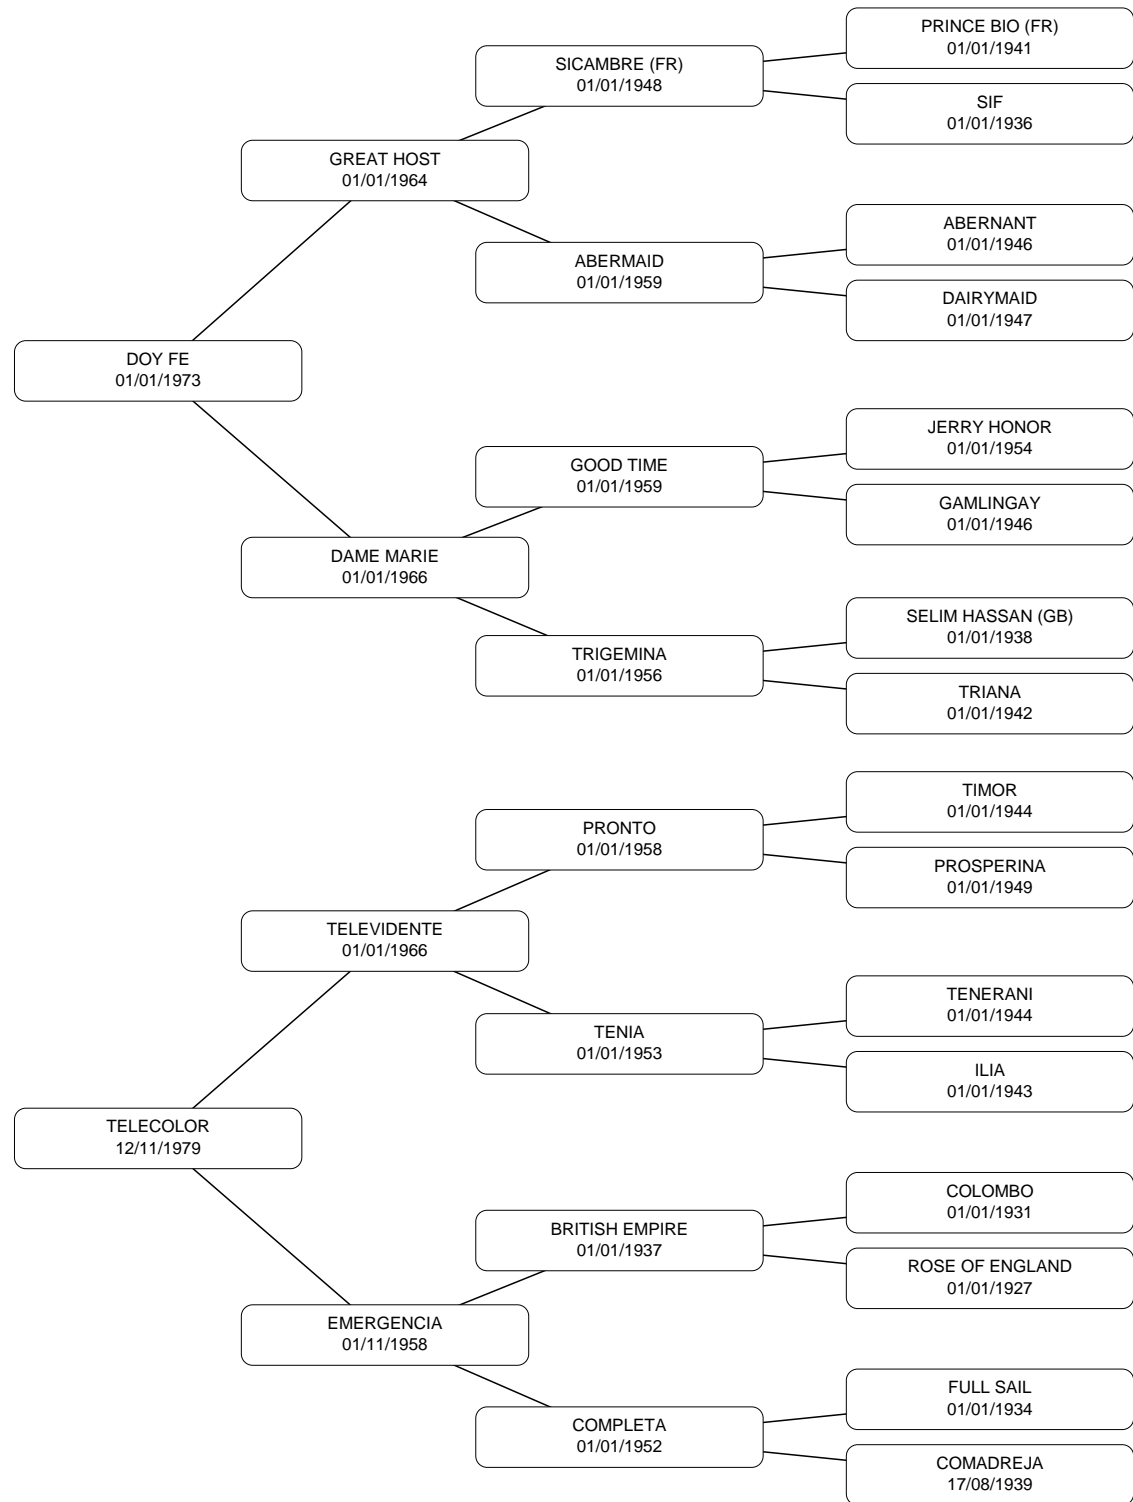 PRINCE BIO (FR)
01/01/1941
SICAMBRE (FR)
01/01/1948
SIF
01/01/1936
GREAT HOST
01/01/1964
ABERNANT
01/01/1946
ABERMAID
01/01/1959
DAIRYMAID
01/01/1947
DOY FE
01/01/1973
JERRY HONOR
01/01/1954
GOOD TIME
01/01/1959
GAMLINGAY
01/01/1946
DAME MARIE
01/01/1966
SELIM HASSAN (GB)
01/01/1938
TRIGEMINA
01/01/1956
TRIANA
01/01/1942
TIMOR
01/01/1944
PRONTO
01/01/1958
PROSPERINA
01/01/1949
TELEVIDENTE
01/01/1966
TENERANI
01/01/1944
TENIA
01/01/1953
ILIA
01/01/1943
TELECOLOR
12/11/1979
COLOMBO
01/01/1931
BRITISH EMPIRE
01/01/1937
ROSE OF ENGLAND
01/01/1927
EMERGENCIA
01/11/1958
FULL SAIL
01/01/1934
COMPLETA
01/01/1952
COMADREJA
17/08/1939